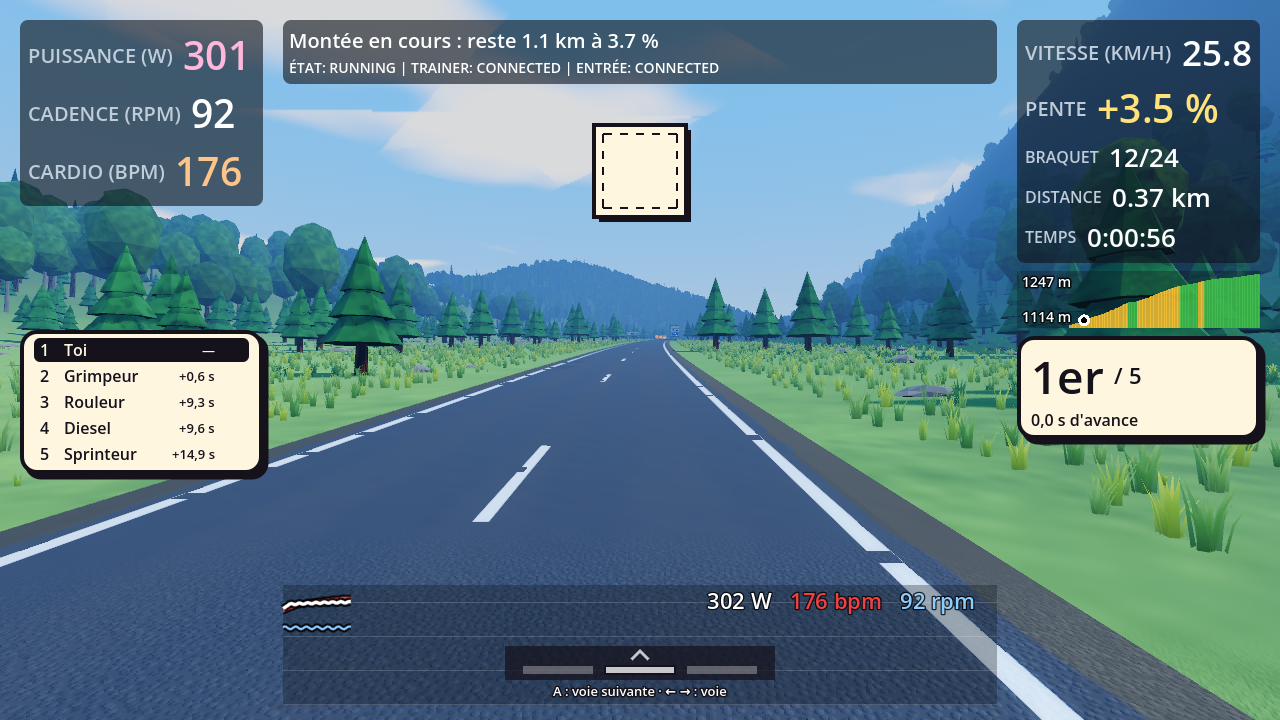 PUISSANCE (W) 301
CADENCE (RPM) 92
CARDIO (BPM) 176
Montée en cours : reste 1.1 km à 3.7 %
ÉTAT: RUNNING | TRAINER: CONNECTED | ENTRÉE: CONNECTED
VITESSE (KM/H) 25.8
PENTE +3.5 %
BRAQUET 12/24
DISTANCE 0.37 km
TEMPS 0:00:56
1247 m
1114 m
1 Toi —
2 Grimpeur +0,6 s
3 Rouleur +9,3 s
4 Diesel +9,6 s
5 Sprinteur +14,9 s
1er / 5
0,0 s d'avance
302 W 176 bpm 92 rpm
A : voie suivante · ← → : voie